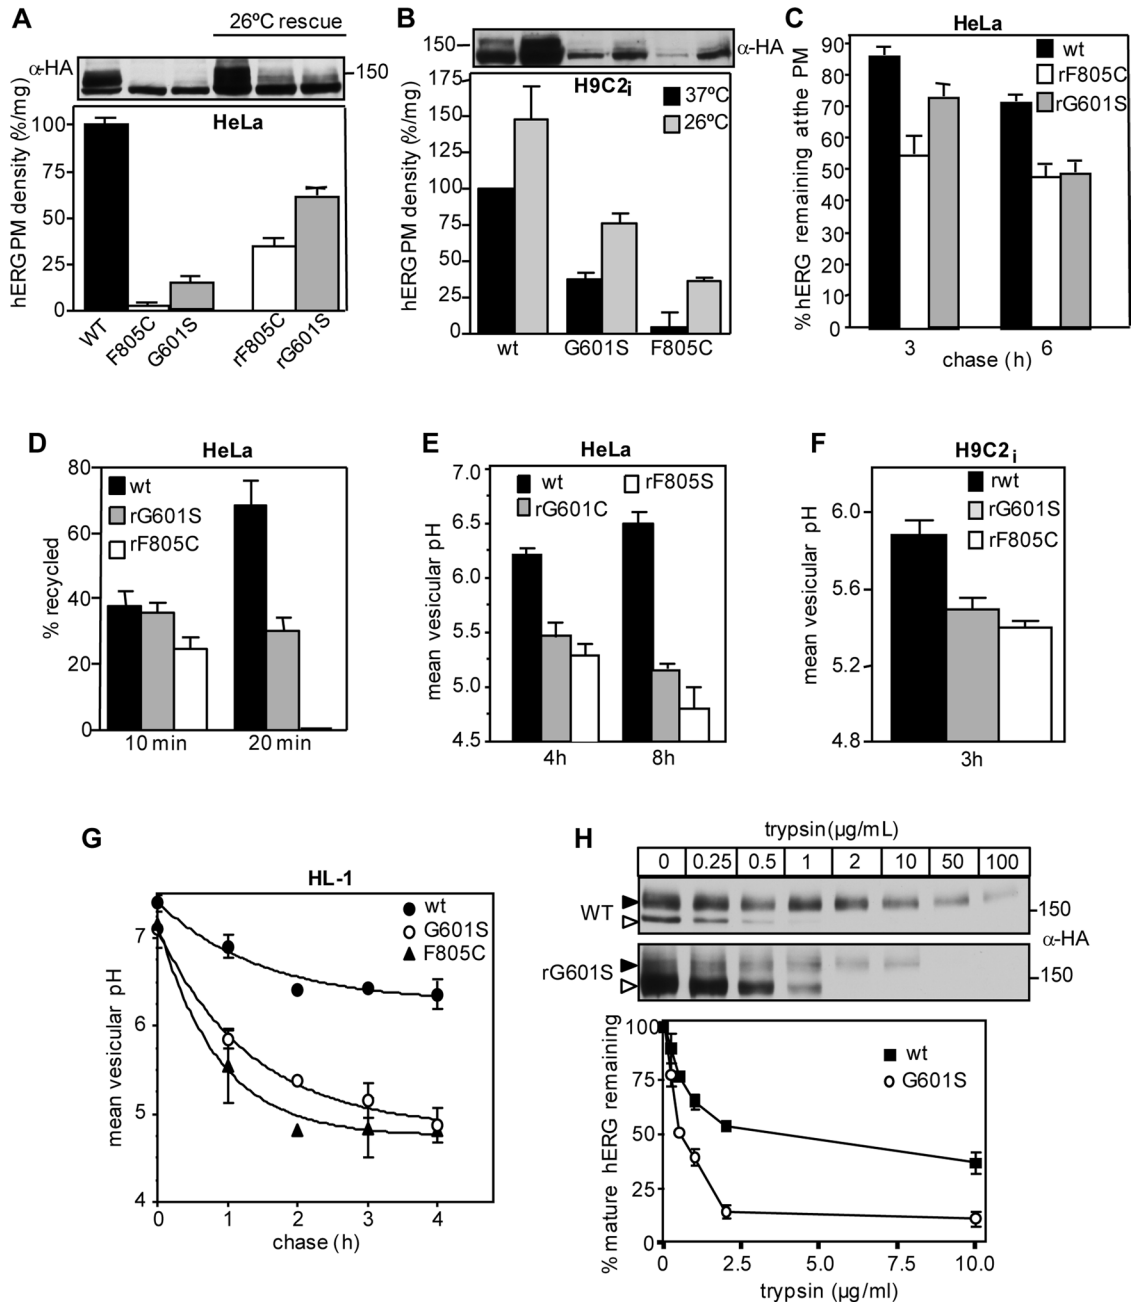 A
26ºC rescue
α-HA
150
HeLa
hERG PM density (%/mg)
100
75
50
25
0
WT
F805C
G601S
rF805C
rG601S
B
150
α-HA
H9C2i
37ºC
26ºC
hERG PM density (%/mg)
175
150
125
100
75
50
25
0
wt
G601S
F805C
C
HeLa
wt
rF805C
rG601S
% hERG remaining atthe PM
90
80
70
60
50
40
30
20
10
0
3
6
chase (h)
D
HeLa
wt
rG601S
rF805C
% recycled
80
60
40
20
0
10 min
20 min
E
HeLa
wt
rF805S
rG601C
mean vesicular pH
7.0
6.5
6.0
5.5
5.0
4.5
4h
8h
F
H9C2i
rwt
rG601S
rF805C
mean vesicular pH
6.0
5.6
5.2
4.8
3h
G
HL-1
wt
G601S
F805C
mean vesicular pH
7
6
5
4
0
1
2
3
4
chase (h)
H
trypsin(µg/mL)
0 0.25 0.5 1 2 10 50 100
WT
150
α-HA
rG601S
150
wt
G601S
% mature hERG remaining
100
75
50
25
0
0
2.5
5.0
7.5
10.0
trypsin (µg/ml)